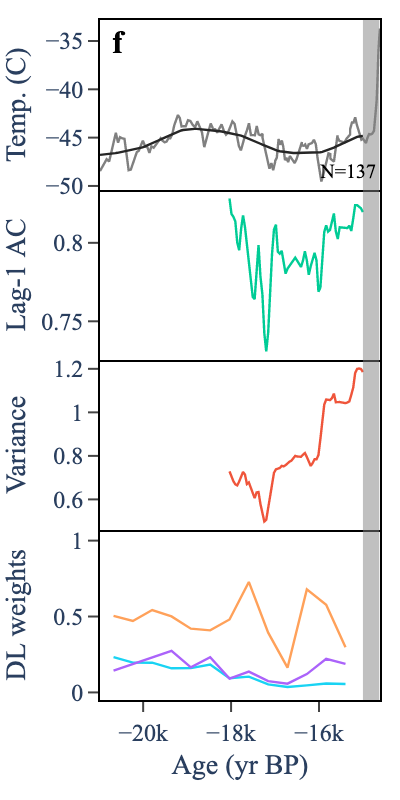 f
Temp. (C)
−35
−40
−45
−50
N=137
Lag-1 AC
0.8
0.75
Variance
1.2
1
0.8
0.6
DL weights
1
0.5
0
−20k −18k −16k
Age (yr BP)